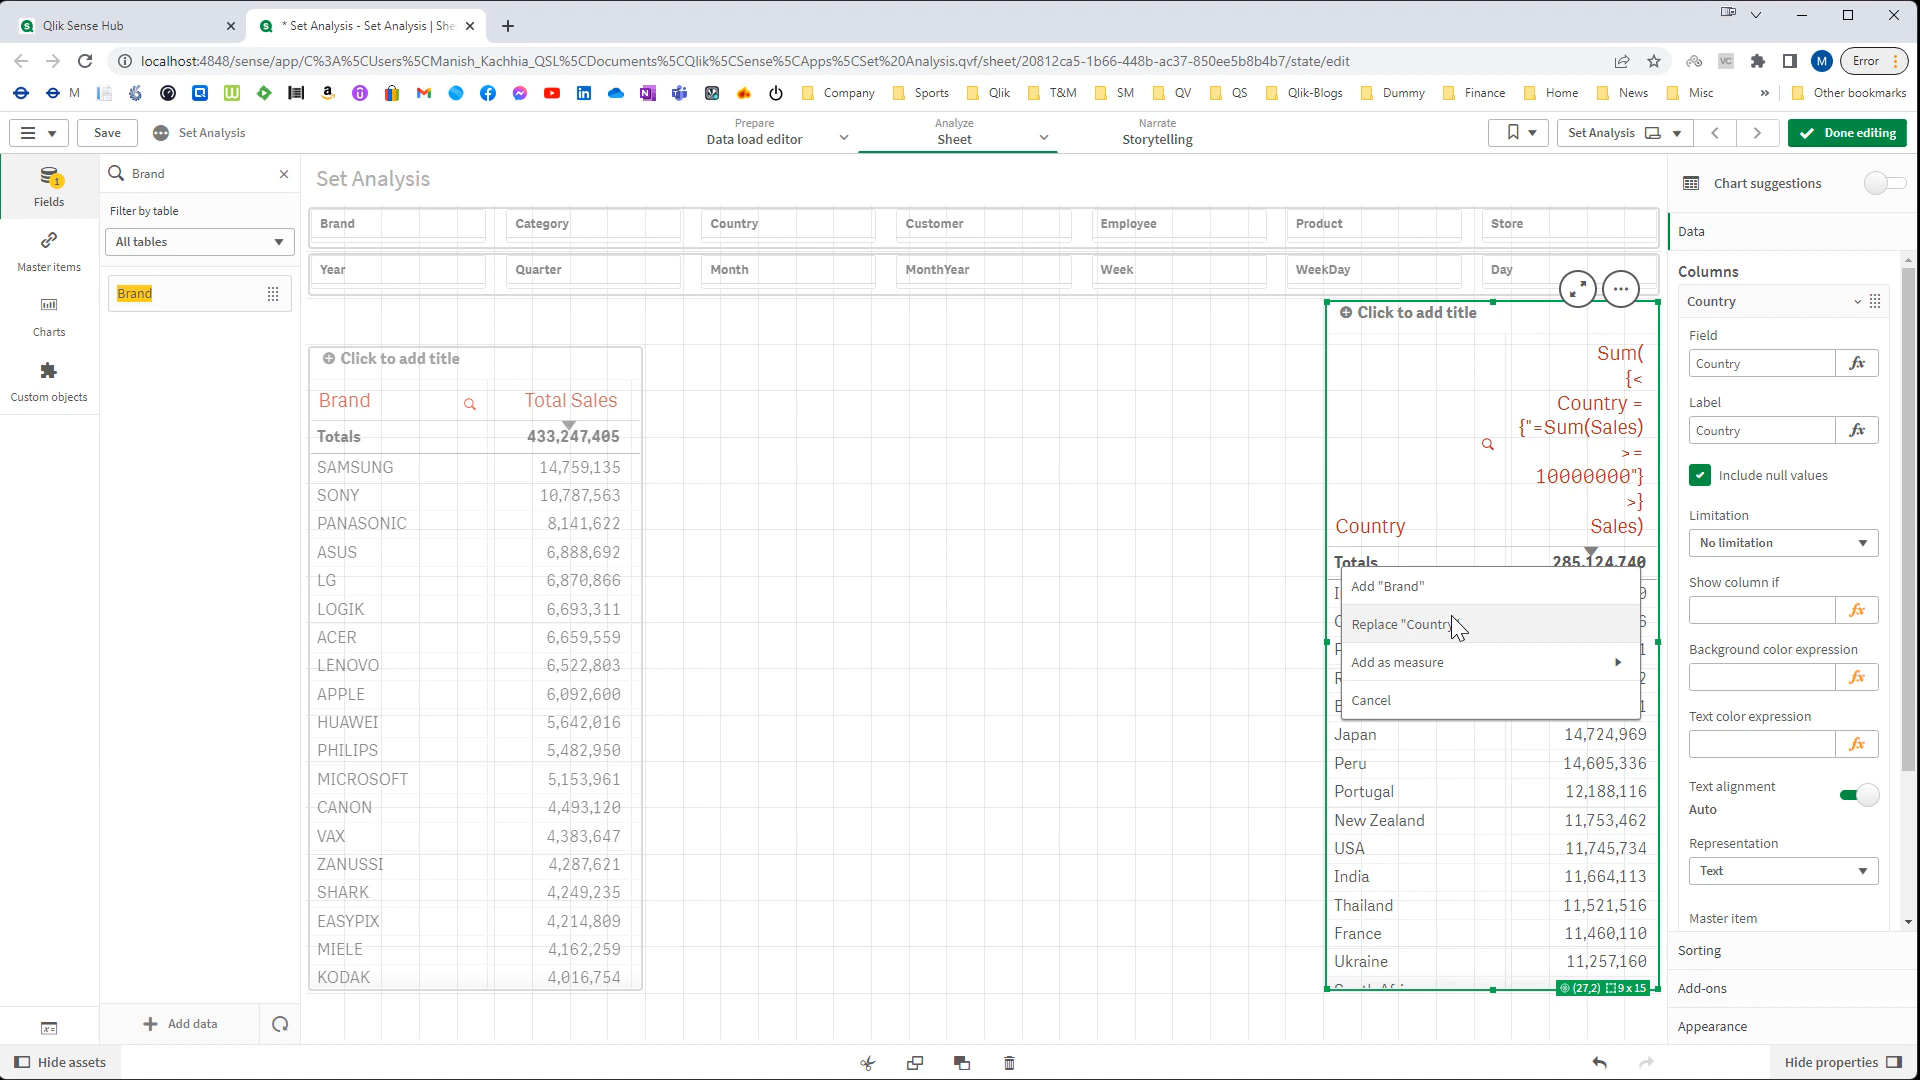 Qlik Sense Hub
* Set Analysis - Set Analysis | She
localhost:4848/sense/app/C%3A%5CUsers%5CManish_Kachhia_QSL%5CDocuments%5CQlik%5CSense%5CApps%5CSet%20Analysis.qvf/sheet/20812ca5-1b66-448b-ac37-850ee5b8b4b7/state/edit
VC
M
Error
M
Company
Sports
Qlik
T&M
SM
QV
QS
Qlik-Blogs
Dummy
Finance
Home
News
Misc
»
Other bookmarks
Save
Set Analysis
Prepare
Data load editor
Analyze
Sheet
Narrate
Storytelling
Set Analysis
Done editing
1
Fields
Master items
Charts
Custom objects
Brand
Filter by table
All tables
Brand
Add data
Set Analysis
Brand
Category
Country
Customer
Employee
Product
Store
Year
Quarter
Month
MonthYear
Week
WeekDay
Day
Click to add title
Brand Total Sales
Totals 433,247,405
SAMSUNG 14,759,135
SONY 10,787,563
PANASONIC 8,141,622
ASUS 6,888,692
LG 6,870,866
LOGIK 6,693,311
ACER 6,659,559
LENOVO 6,522,803
APPLE 6,092,600
HUAWEI 5,642,016
PHILIPS 5,482,950
MICROSOFT 5,153,961
CANON 4,493,120
VAX 4,383,647
ZANUSSI 4,287,621
SHARK 4,249,235
EASYPIX 4,214,809
MIELE 4,162,259
KODAK 4,016,754
Click to add title
Sum(
{<
Country =
{"=Sum(Sales)
>=
10000000"}
>}
Country Sales)
Totals 285,124,740
Add "Brand"
Replace "Country"
Add as measure
Cancel
Japan 14,724,969
Peru 14,605,336
Portugal 12,188,116
New Zealand 11,753,462
USA 11,745,734
India 11,664,113
Thailand 11,521,516
France 11,460,110
Ukraine 11,257,160
(27,2) 9 x 15
Chart suggestions
Data
Columns
Country
Field
Country
fx
Label
Country
fx
Include null values
Limitation
No limitation
Show column if
fx
Background color expression
fx
Text color expression
fx
Text alignment
Auto
Representation
Text
Master item
Sorting
Add-ons
Appearance
Hide assets
Hide properties